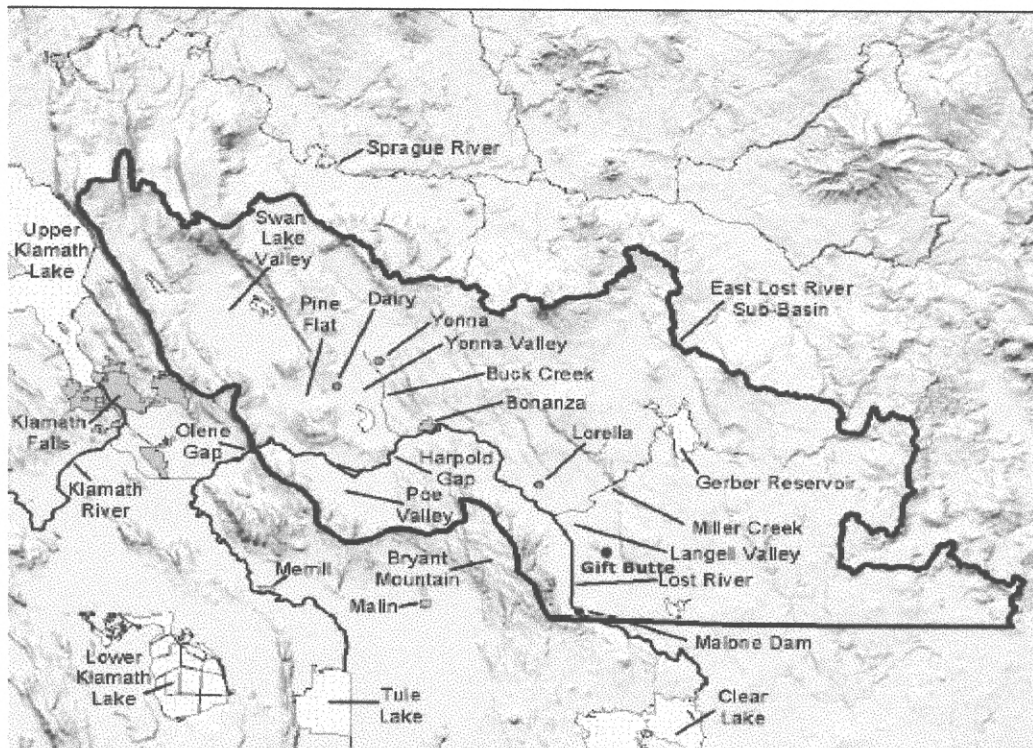 Sprague River
Upper
Klamath
Lake
Swan
Lake
Valley
Pine
Flat
Dairy
Yonna
Yonna Valley
Buck Creek
Bonanza
East Lost River
Sub-Basin
Klamath
Falls
Olene
Gap
Klamath
River
Harpold
Gap
Poe
Valley
Lorella
Gerber Reservoir
Miller Creek
Langell Valley
Gift Butte
Lost River
Bryant
Mountain
Merrill
Malin
Malone Dam
Lower
Klamath
Lake
Tule
Lake
Clear
Lake